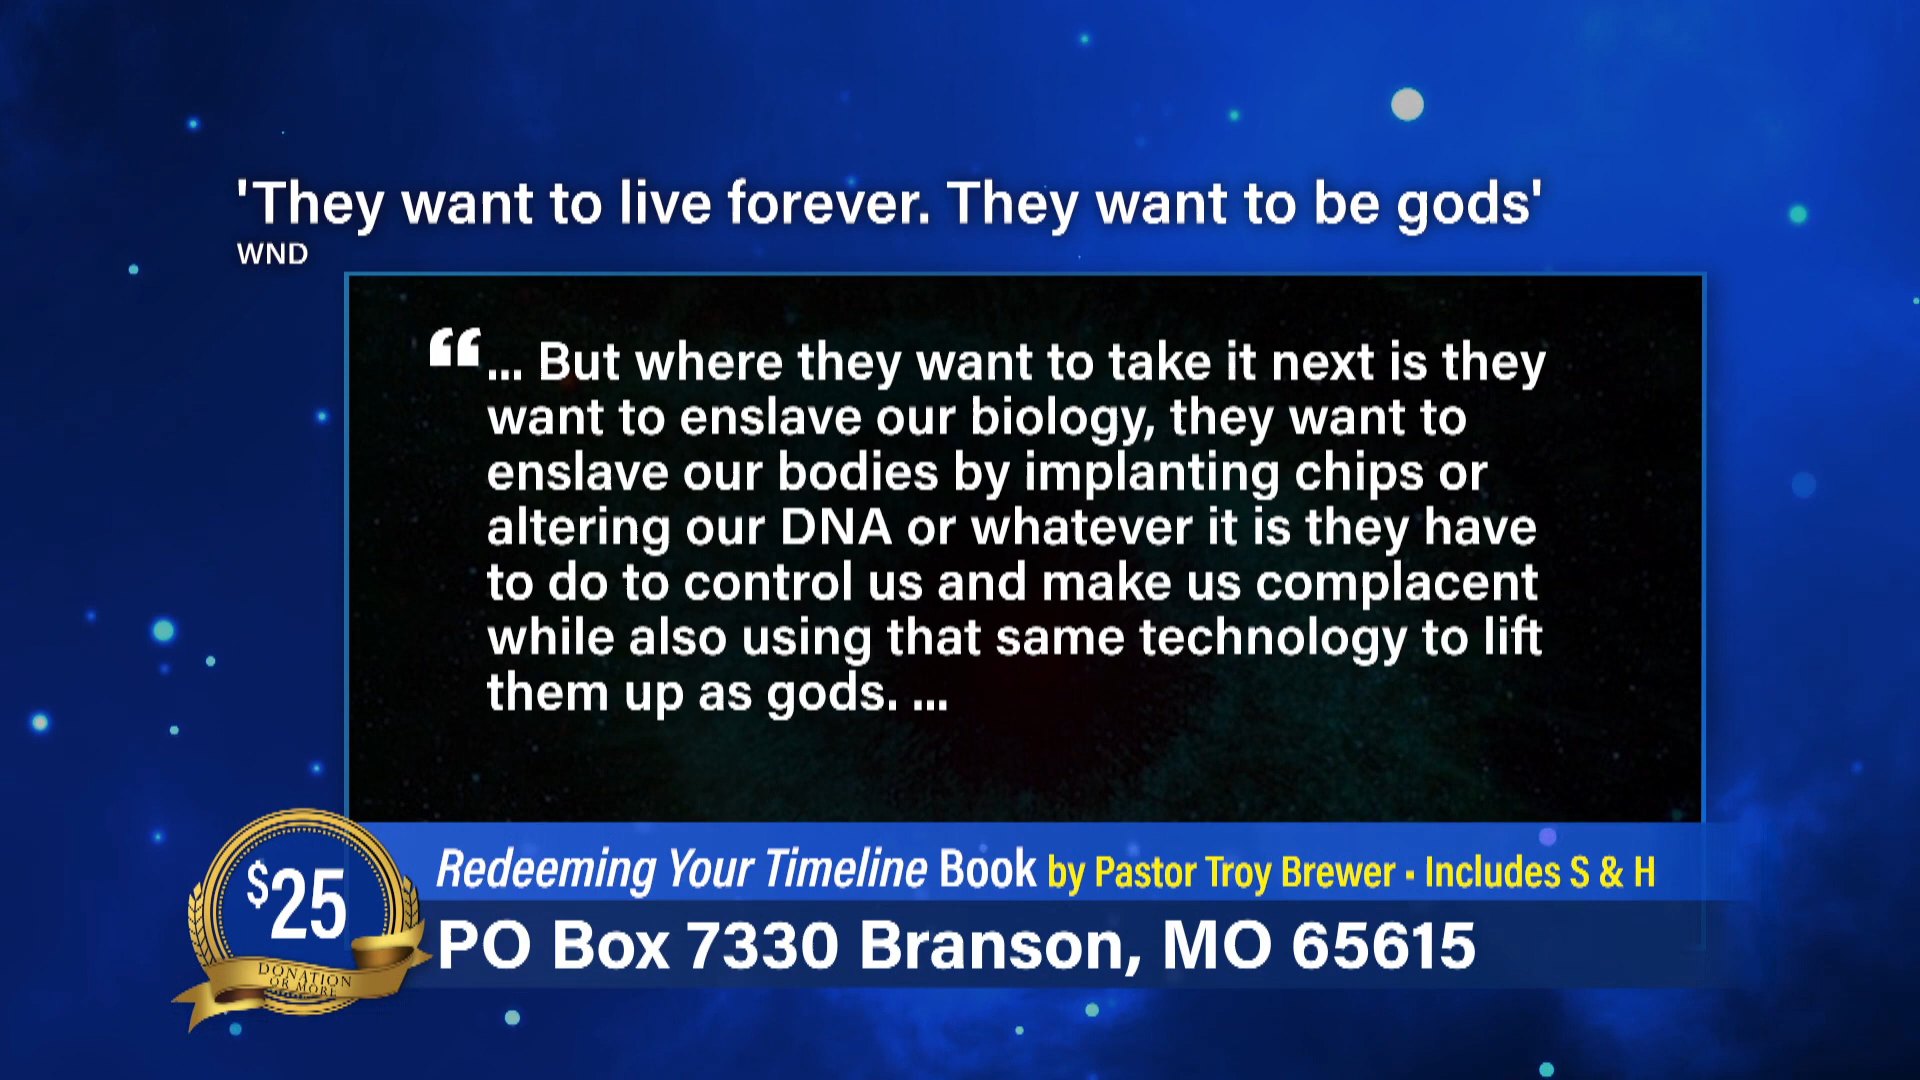 'They want to live forever. They want to be gods'
WND
“... But where they want to take it next is they
want to enslave our biology, they want to
enslave our bodies by implanting chips or
altering our DNA or whatever it is they have
to do to control us and make us complacent
while also using that same technology to lift
them up as gods. ...
$25
DONATION
OR MORE
Redeeming Your Timeline Book by Pastor Troy Brewer - Includes S & H
PO Box 7330 Branson, MO 65615